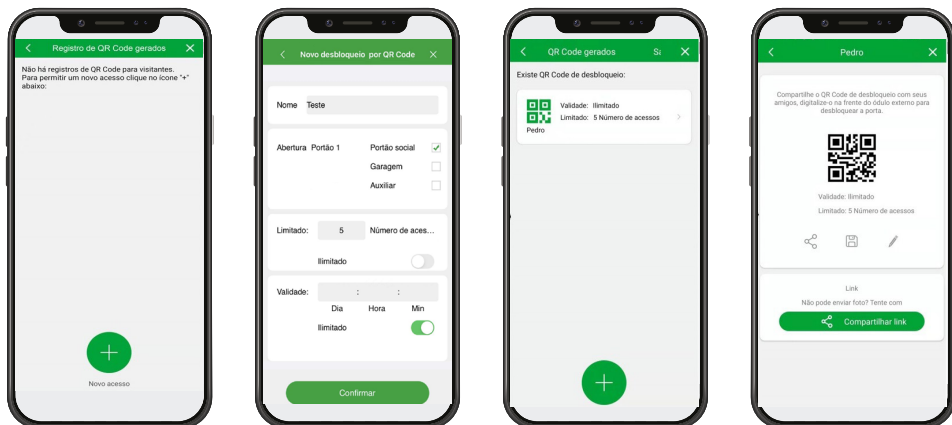 Registro de QR Code gerados
Não há registros de QR Code para visitantes.
Para permitir um novo acesso clique no ícone "+"
abaixo:
Novo acesso
Novo desbloqueio por QR Code
Nome Teste
Abertura Portão 1 Portão social
Garagem
Auxiliar
Limitado: 5 Número de aces...
Ilimitado
Validade: : :
Dia Hora Min
Ilimitado
Confirmar
QR Code gerados Sa
Existe QR Code de desbloqueio:
Validade: Ilimitado
Limitado: 5 Número de acessos
Pedro
Pedro
Compartilhe o QR Code de desbloqueio com seus
amigos, digitalize-o na frente do ódulo externo para
desbloquear a porta.
Validade: Ilimitado
Limitado: 5 Número de acessos
Link
Não pode enviar foto? Tente com
Compartilhar link